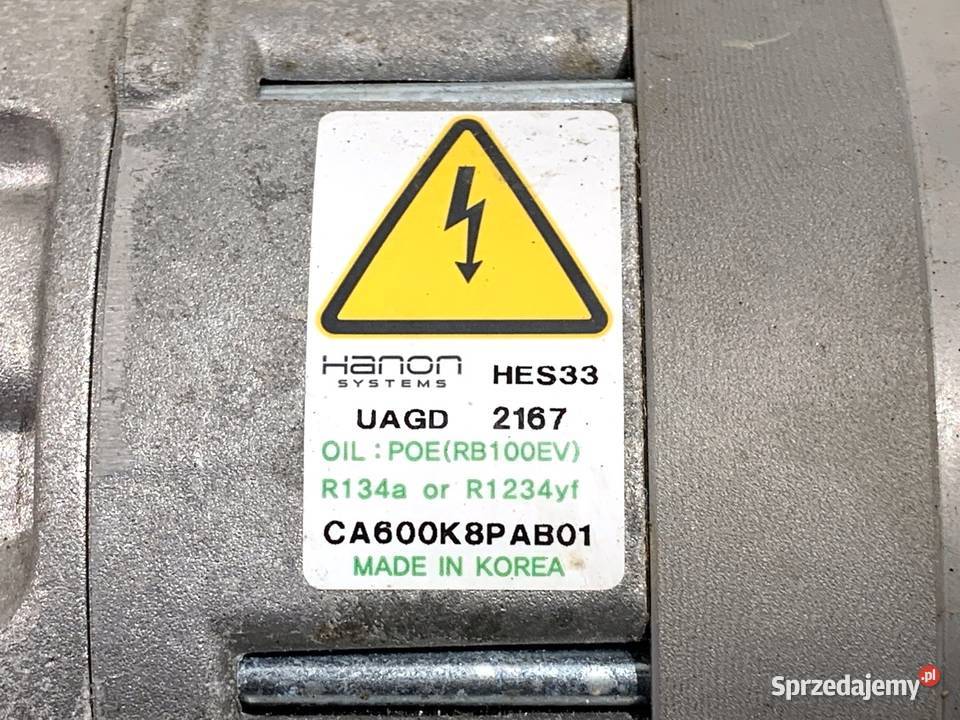 Hanon
SYSTEMS
HES33
UAGD 2167
OIL : POE(RB100EV)
R134a or R1234yf
CA600K8PAB01
MADE IN KOREA
Sprzedajemy.pl